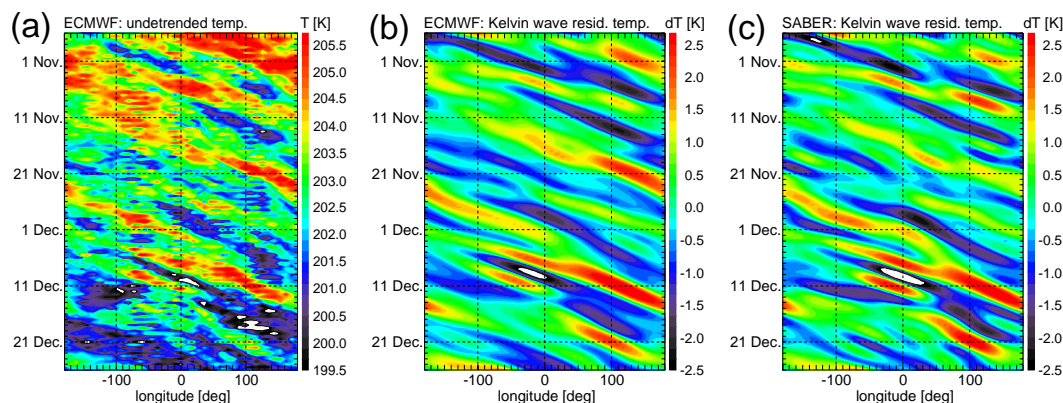 (a) ECMWF: undetrended temp. T [K]
1 Nov.
11 Nov.
21 Nov.
1 Dec.
11 Dec.
21 Dec.
-100 0 100
longitude [deg]
205.5
205.0
204.5
204.0
203.5
203.0
202.5
202.0
201.5
201.0
200.5
200.0
199.5
(b) ECMWF: Kelvin wave resid. temp. dT [K]
1 Nov.
11 Nov.
21 Nov.
1 Dec.
11 Dec.
21 Dec.
-100 0 100
longitude [deg]
2.5
2.0
1.5
1.0
0.5
0.0
-0.5
-1.0
-1.5
-2.0
-2.5
(c) SABER: Kelvin wave resid. temp. dT [K]
1 Nov.
11 Nov.
21 Nov.
1 Dec.
11 Dec.
21 Dec.
-100 0 100
longitude [deg]
2.5
2.0
1.5
1.0
0.5
0.0
-0.5
-1.0
-1.5
-2.0
-2.5